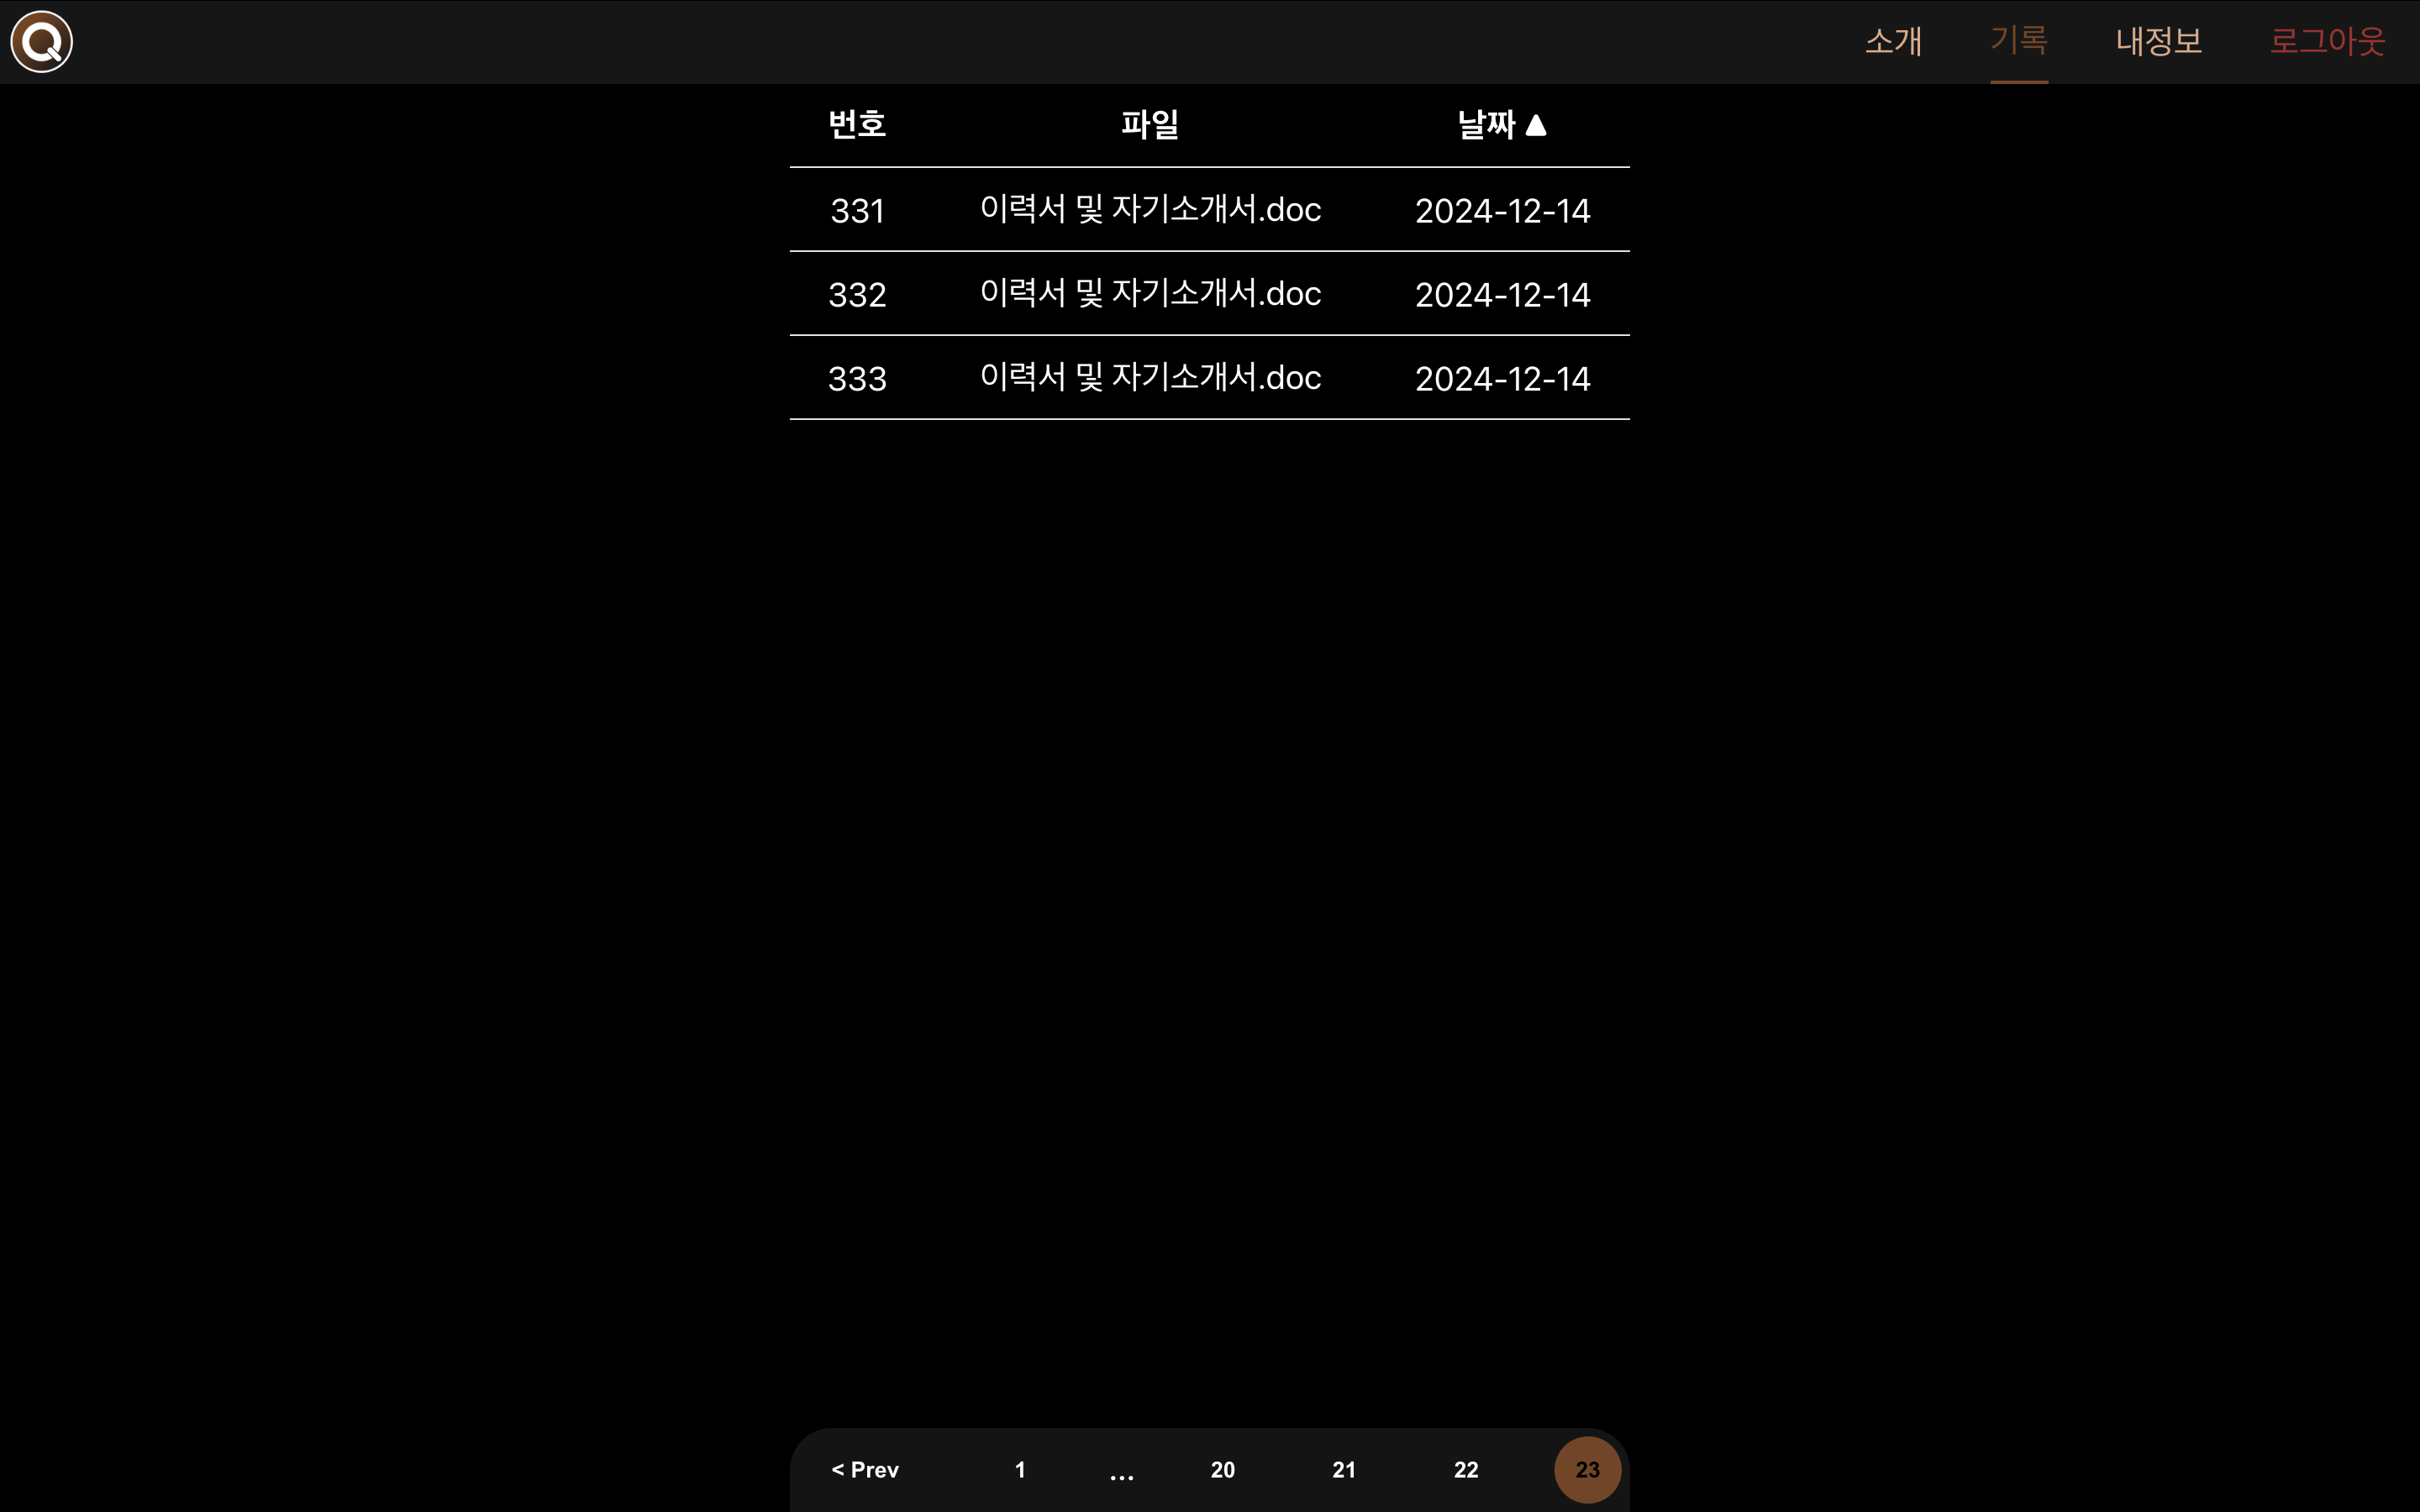 Q 소개 기록 내정보 로그아웃
번호 파일 날짜 ▲
331 이력서 및 자기소개서.doc 2024-12-14
332 이력서 및 자기소개서.doc 2024-12-14
333 이력서 및 자기소개서.doc 2024-12-14
< Prev 1 ... 20 21 22 23